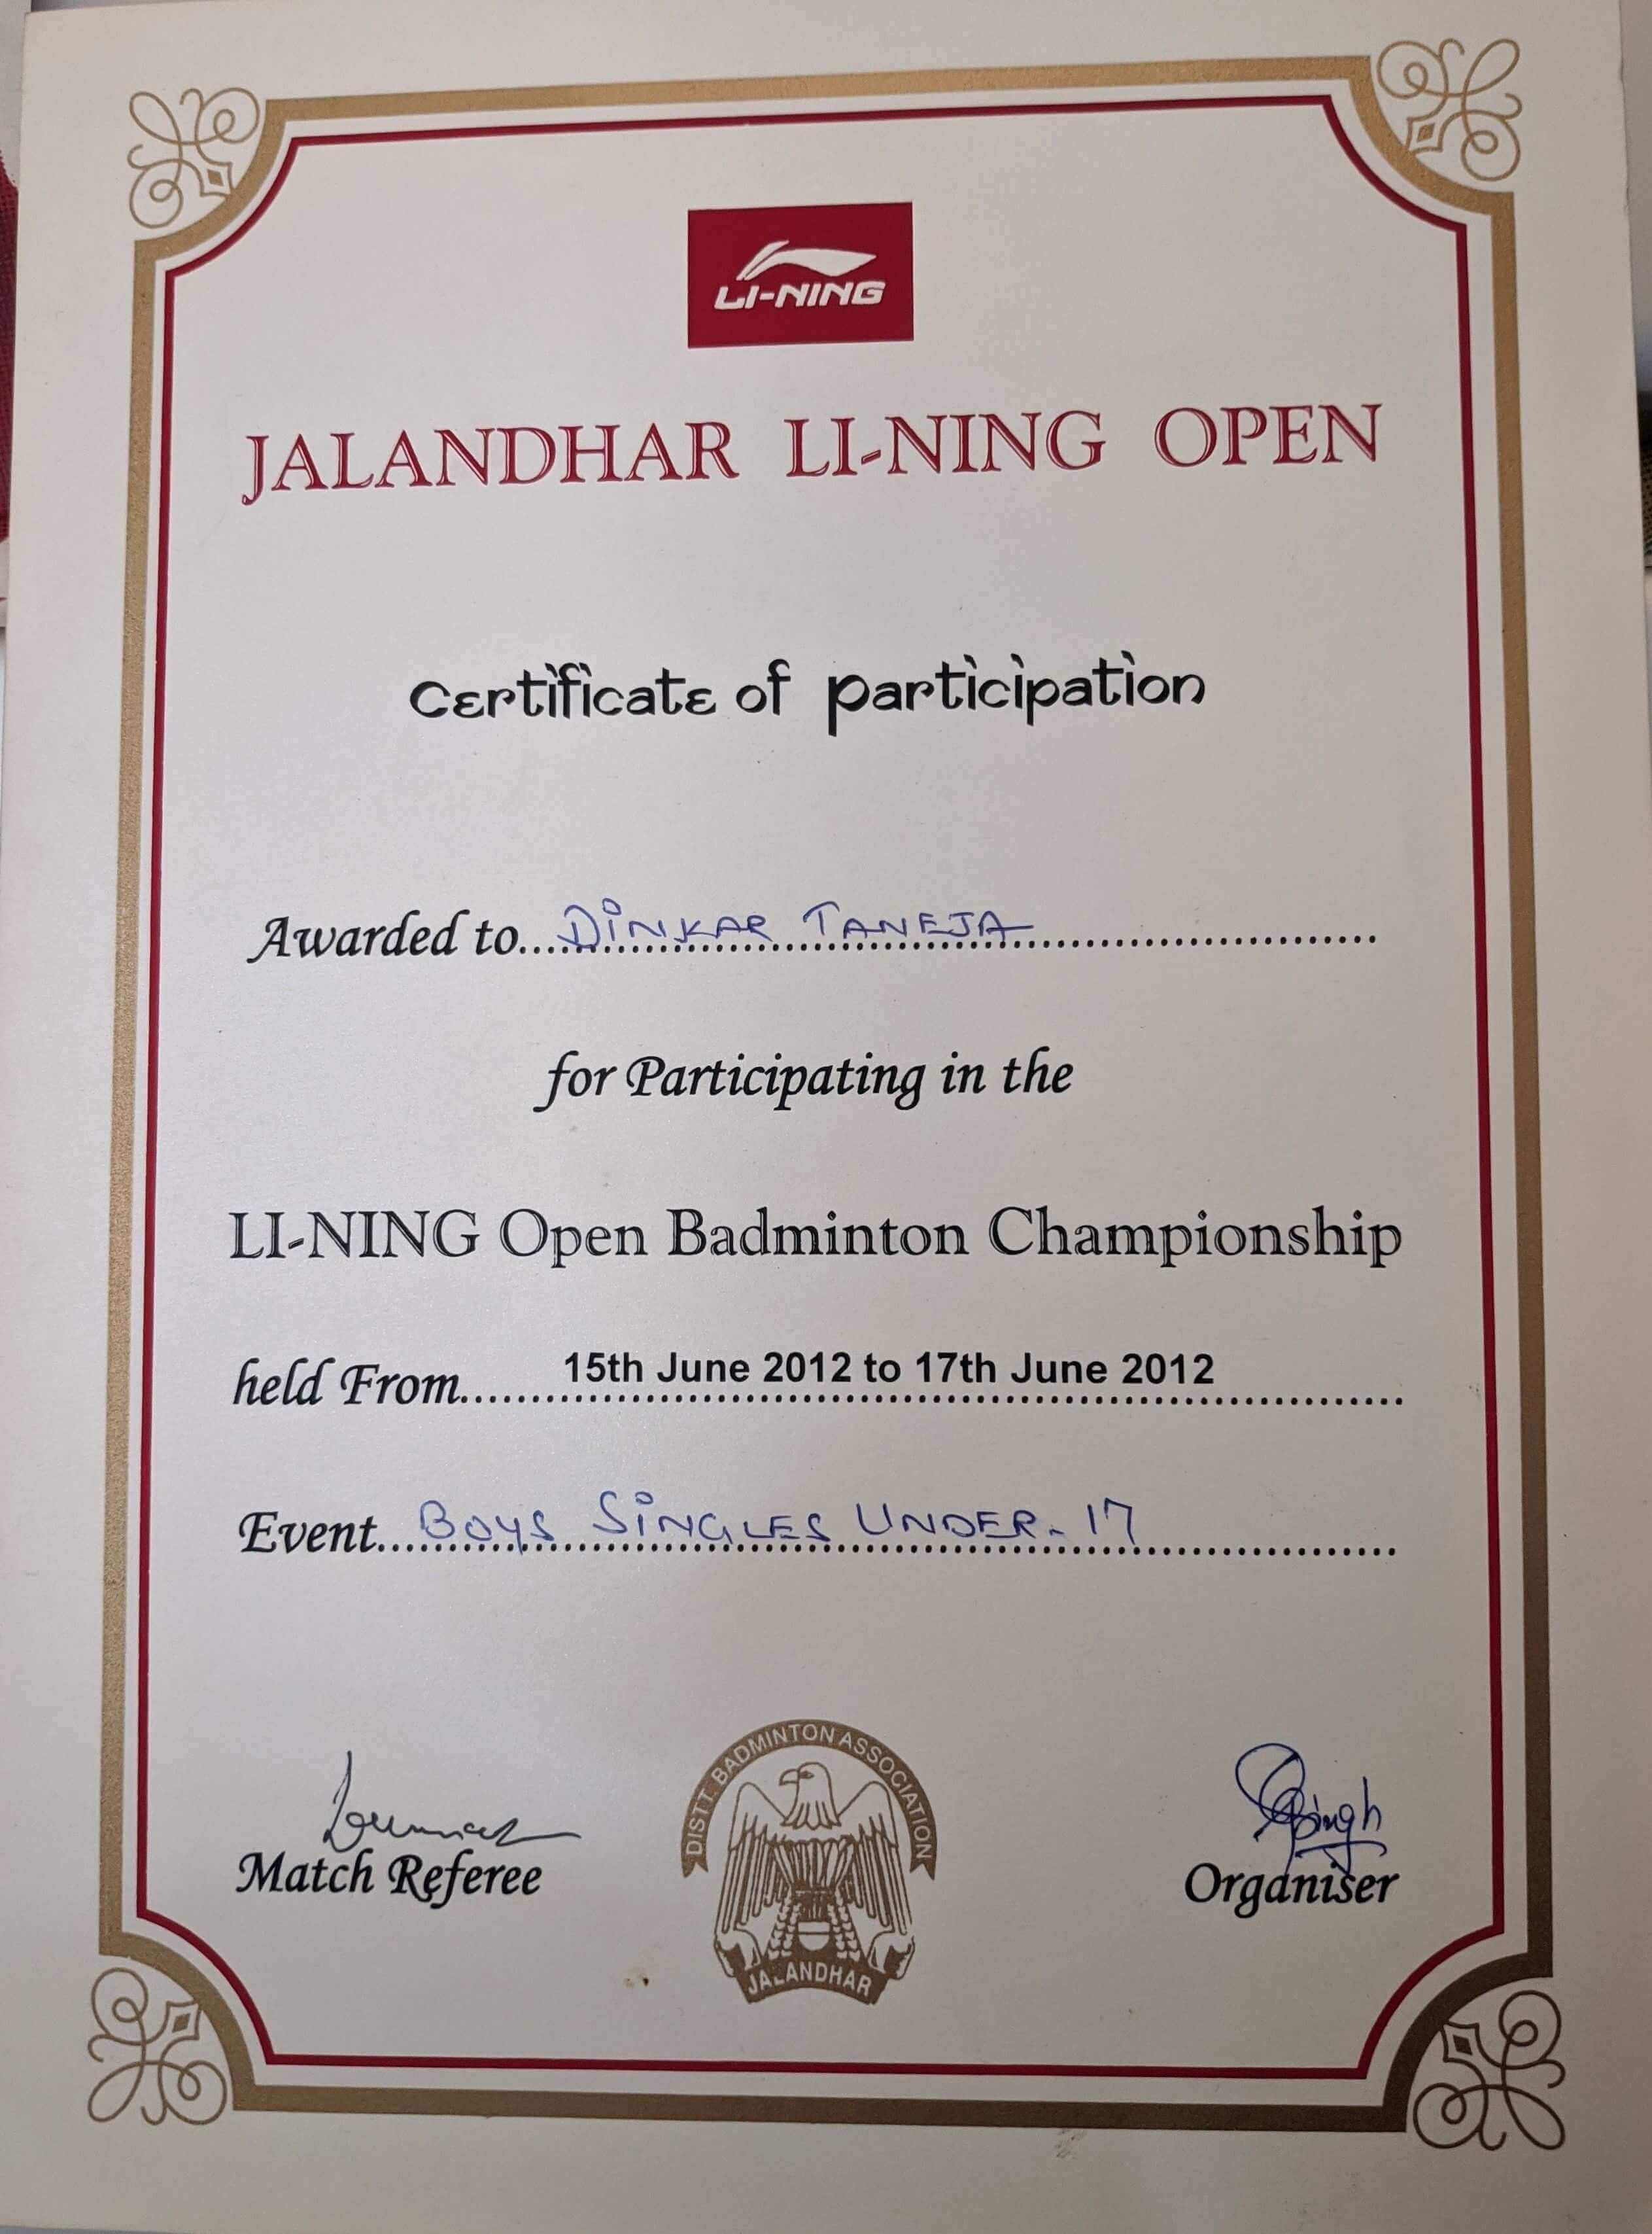 LI-NING
JALANDHAR LI-NING OPEN
Certificate of participation
Awarded to....DINKAR TANEJA....
for Participating in the
LI-NING Open Badminton Championship
held From....15th June 2012 to 17th June 2012....
Event....BOYS SINGLES UNDER-17....
DISTT. BADMINTON ASSOCIATION
JALANDHAR
Match Referee
Singh
Organiser